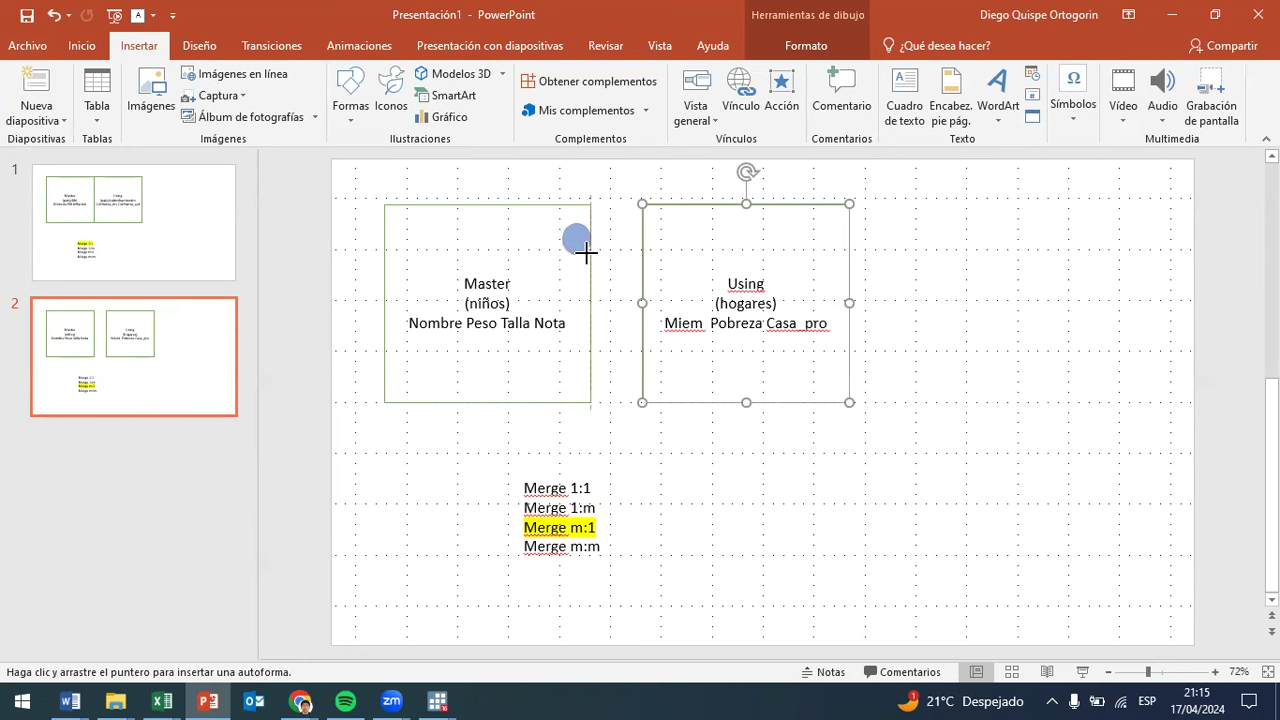 Presentación1 - PowerPoint
Herramientas de dibujo
Diego Quispe Ortogorin
Archivo
Inicio
Insertar
Diseño
Transiciones
Animaciones
Presentación con diapositivas
Revisar
Vista
Ayuda
Formato
¿Qué desea hacer?
Compartir
Nueva diapositiva
Tabla
Imágenes
Imágenes en línea
Captura
Álbum de fotografías
Formas
Iconos
Modelos 3D
SmartArt
Gráfico
Obtener complementos
Mis complementos
Vista general
Vínculo
Acción
Comentario
Cuadro de texto
Encabez. pie pág.
WordArt
Símbolos
Vídeo
Audio
Grabación de pantalla
Diapositivas
Tablas
Imágenes
Ilustraciones
Complementos
Vínculos
Comentarios
Texto
Multimedia
1
2
Master
(niños)
Nombre Peso Talla Nota
Using
(hogares)
Miem Pobreza Casa_pro
Merge 1:1
Merge 1:m
Merge m:1
Merge m:m
Haga clic y arrastre el puntero para insertar una autoforma.
Notas
Comentarios
72%
21°C Despejado
ESP
21:15
17/04/2024